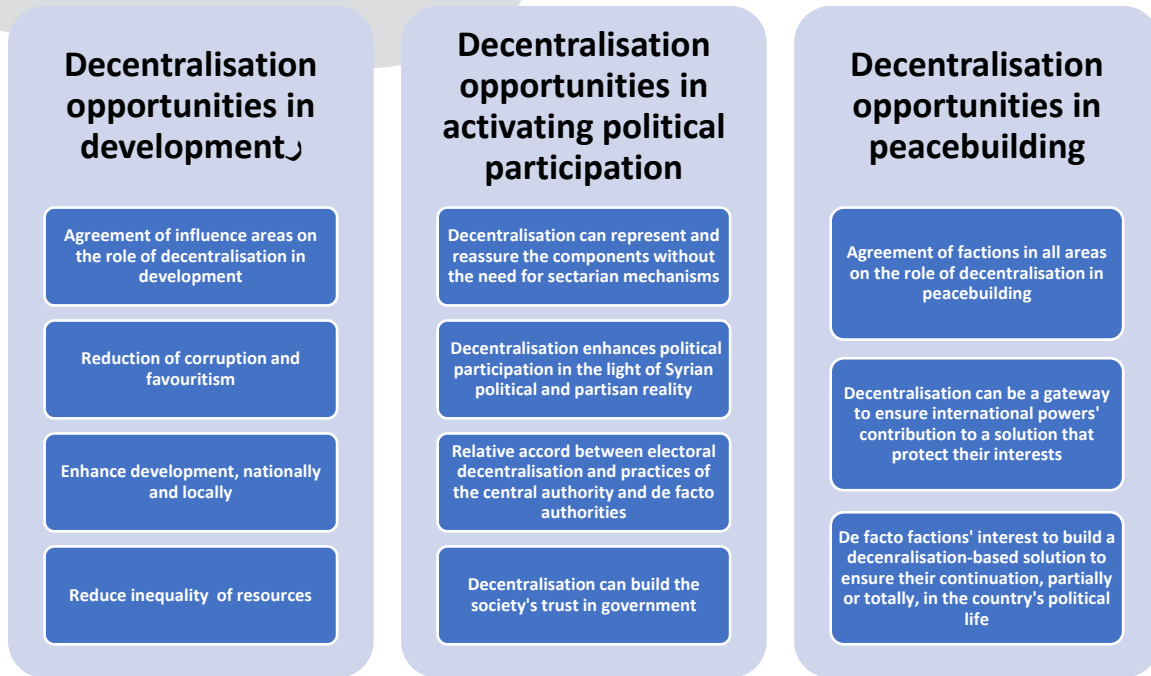 Decentralisation
opportunities in
developmentر
Agreement of influence areas on
the role of decentralisation in
development
Reduction of corruption and
favouritism
Enhance development, nationally
and locally
Reduce inequality of resources
Decentralisation
opportunities in
activating political
participation
Decentralisation can represent and
reassure the components without
the need for sectarian mechanisms
Decentralisation enhances political
participation in the light of Syrian
political and partisan reality
Relative accord between electoral
decentralisation and practices of
the central authority and de facto
authorities
Decentralisation can build the
society's trust in government
Decentralisation
opportunities in
peacebuilding
Agreement of factions in all areas
on the role of decentralisation in
peacebuilding
Decentralisation can be a gateway
to ensure international powers'
contribution to a solution that
protect their interests
De facto factions' interest to build a
decenralisation-based solution to
ensure their continuation, partially
or totally, in the country's political
life